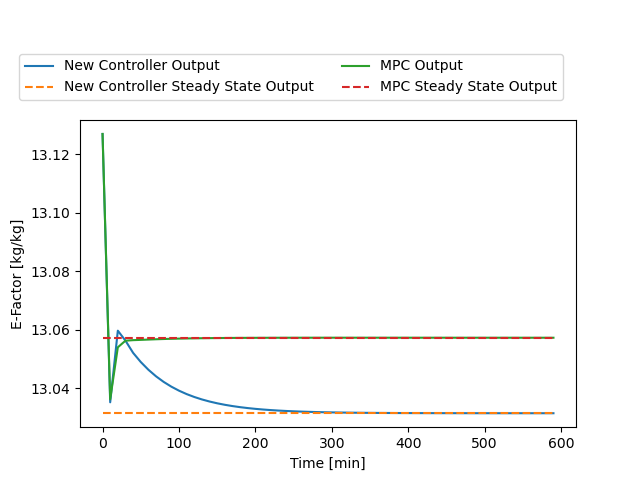 New Controller Output
New Controller Steady State Output
MPC Output
MPC Steady State Output
E-Factor [kg/kg]
13.12
13.10
13.08
13.06
13.04
0 100 200 300 400 500 600
Time [min]